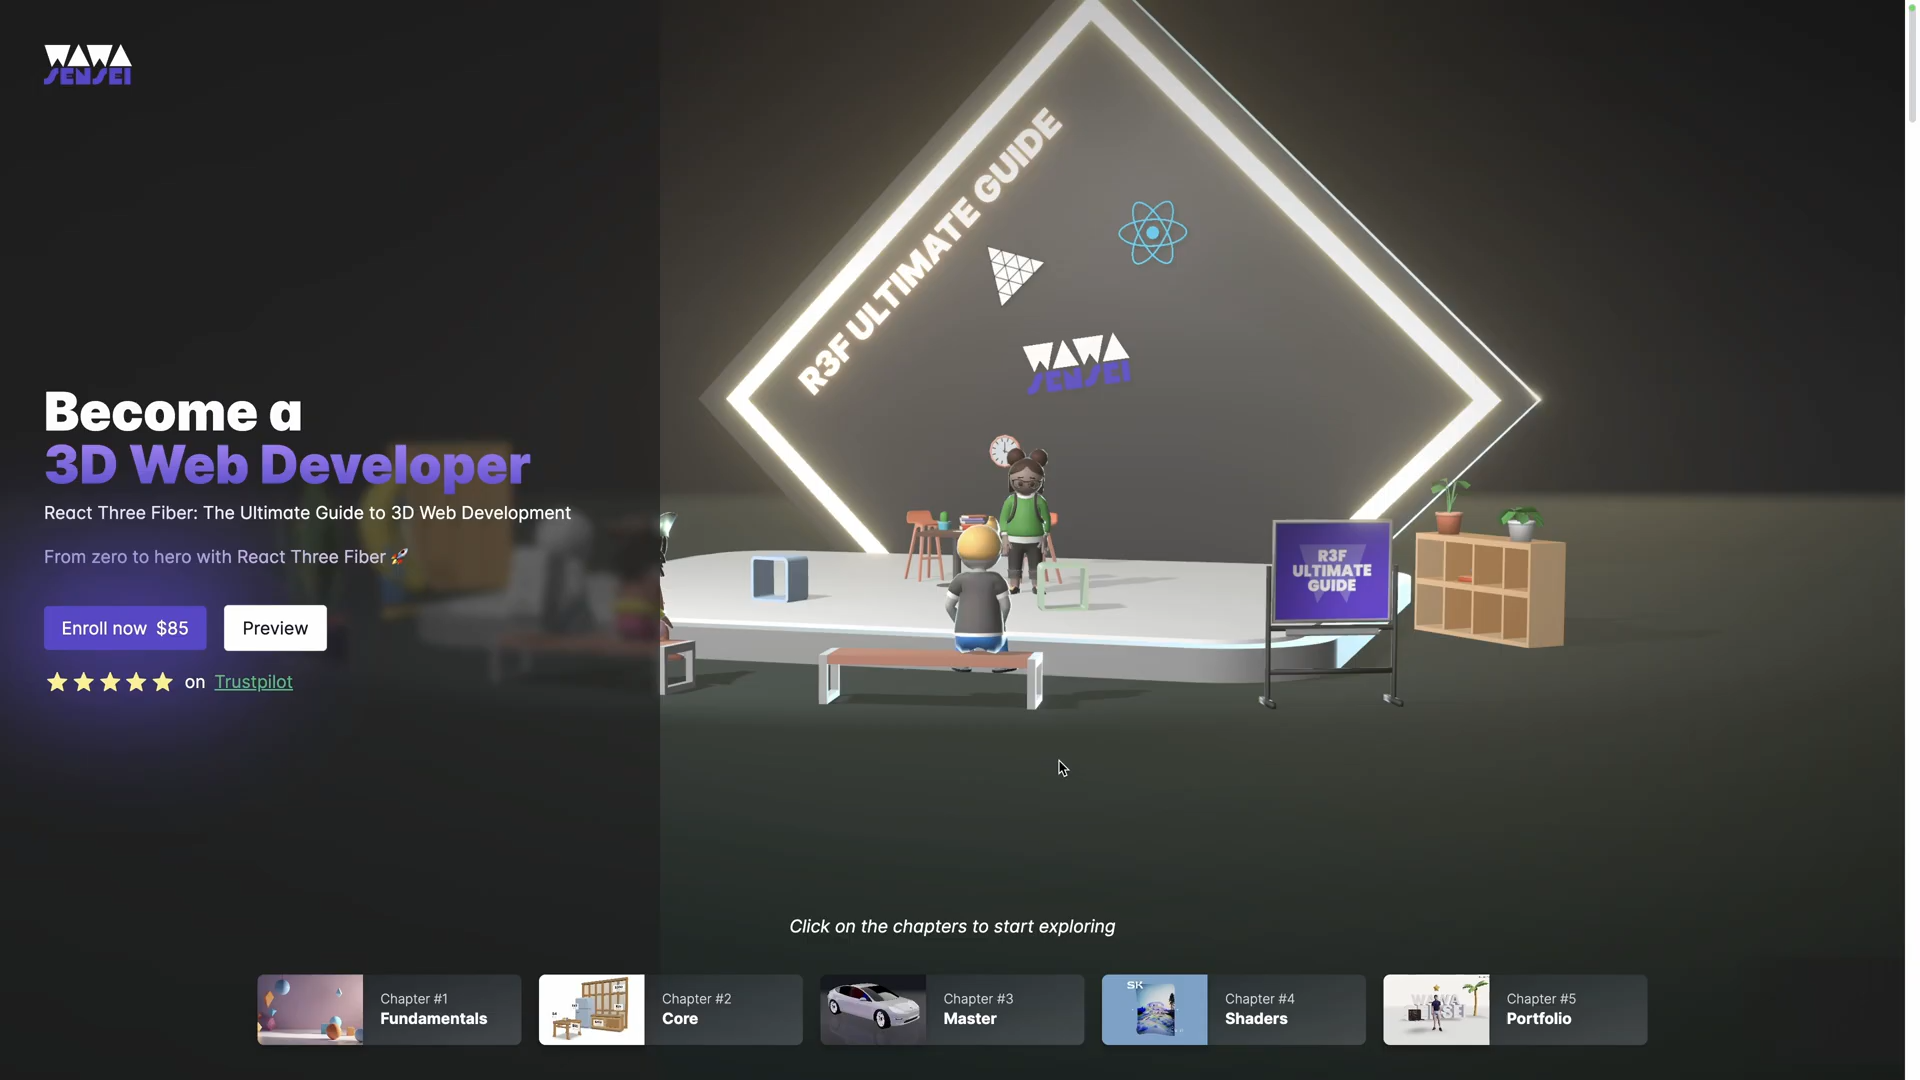 WAWA
SENSEI
R3F ULTIMATE GUIDE
WAWA
SENSEI
Become a
3D Web Developer
React Three Fiber: The Ultimate Guide to 3D Web Development
From zero to hero with React Three Fiber 🚀
Enroll now $85
Preview
on Trustpilot
R3F
ULTIMATE
GUIDE
Click on the chapters to start exploring
Chapter #1
Fundamentals
Chapter #2
Core
Chapter #3
Master
SK
Chapter #4
Shaders
Chapter #5
Portfolio